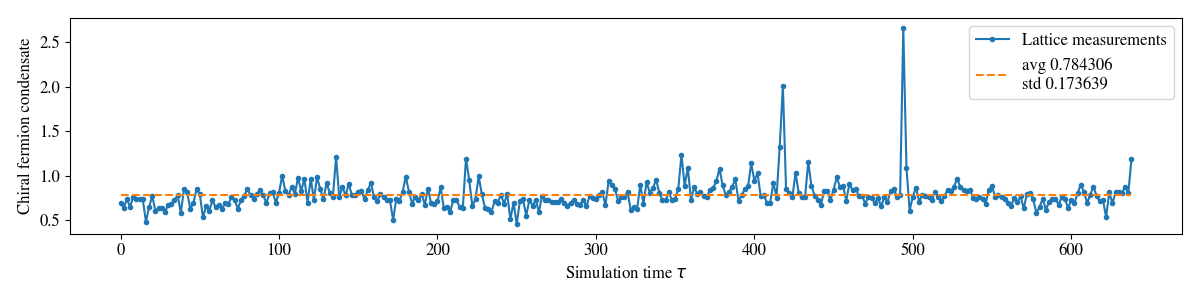 Chiral fermion condensate
2.5
2.0
1.5
1.0
0.5
Lattice measurements
avg 0.784306
std 0.173639
0 100 200 300 400 500 600
Simulation time τ